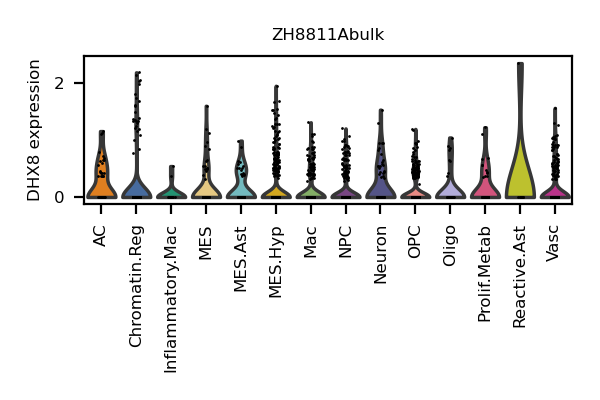 ZH8811Abulk
DHX8 expression
2
0
AC
Chromatin.Reg
Inflammatory.Mac
MES
MES.Ast
MES.Hyp
Mac
NPC
Neuron
OPC
Oligo
Prolif.Metab
Reactive.Ast
Vasc